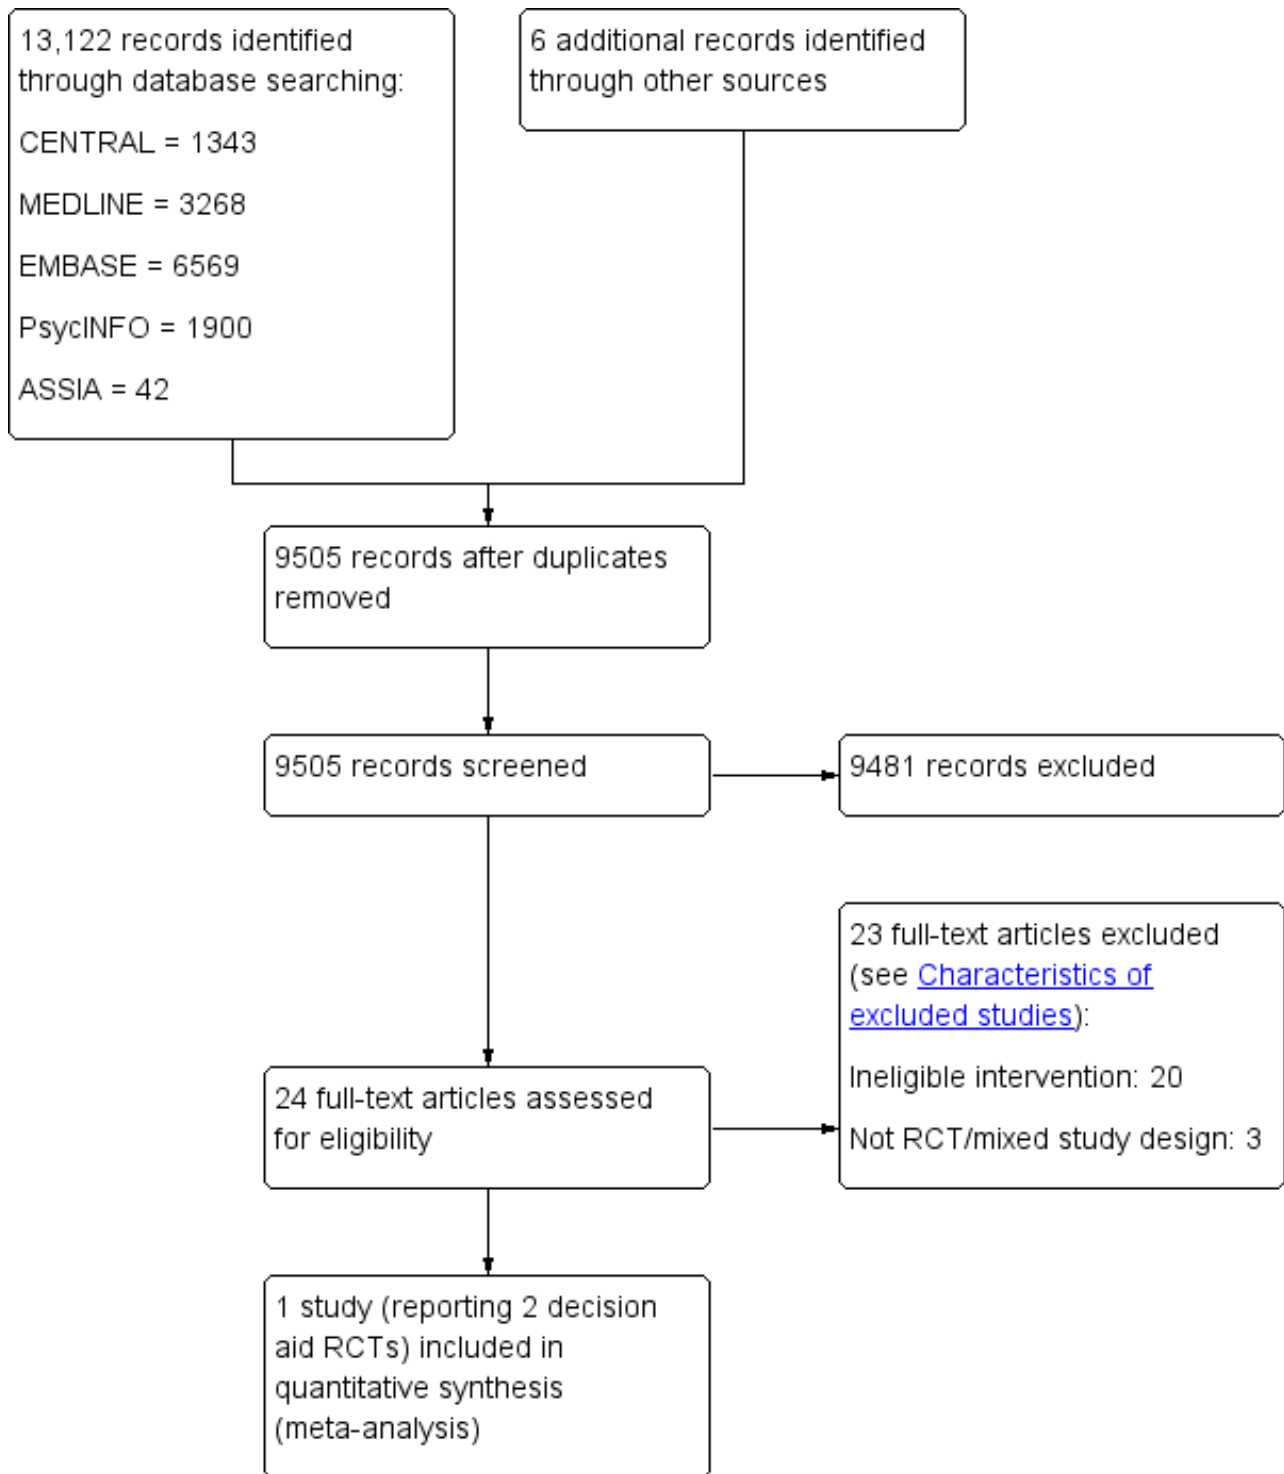 13,122 records identified
through database searching:
CENTRAL = 1343
MEDLINE = 3268
EMBASE = 6569
PsycINFO = 1900
ASSIA = 42
6 additional records identified
through other sources
9505 records after duplicates
removed
9505 records screened
9481 records excluded
23 full-text articles excluded
(see Characteristics of
excluded studies):
Ineligible intervention: 20
Not RCT/mixed study design: 3
24 full-text articles assessed
for eligibility
1 study (reporting 2 decision
aid RCTs) included in
quantitative synthesis
(meta-analysis)